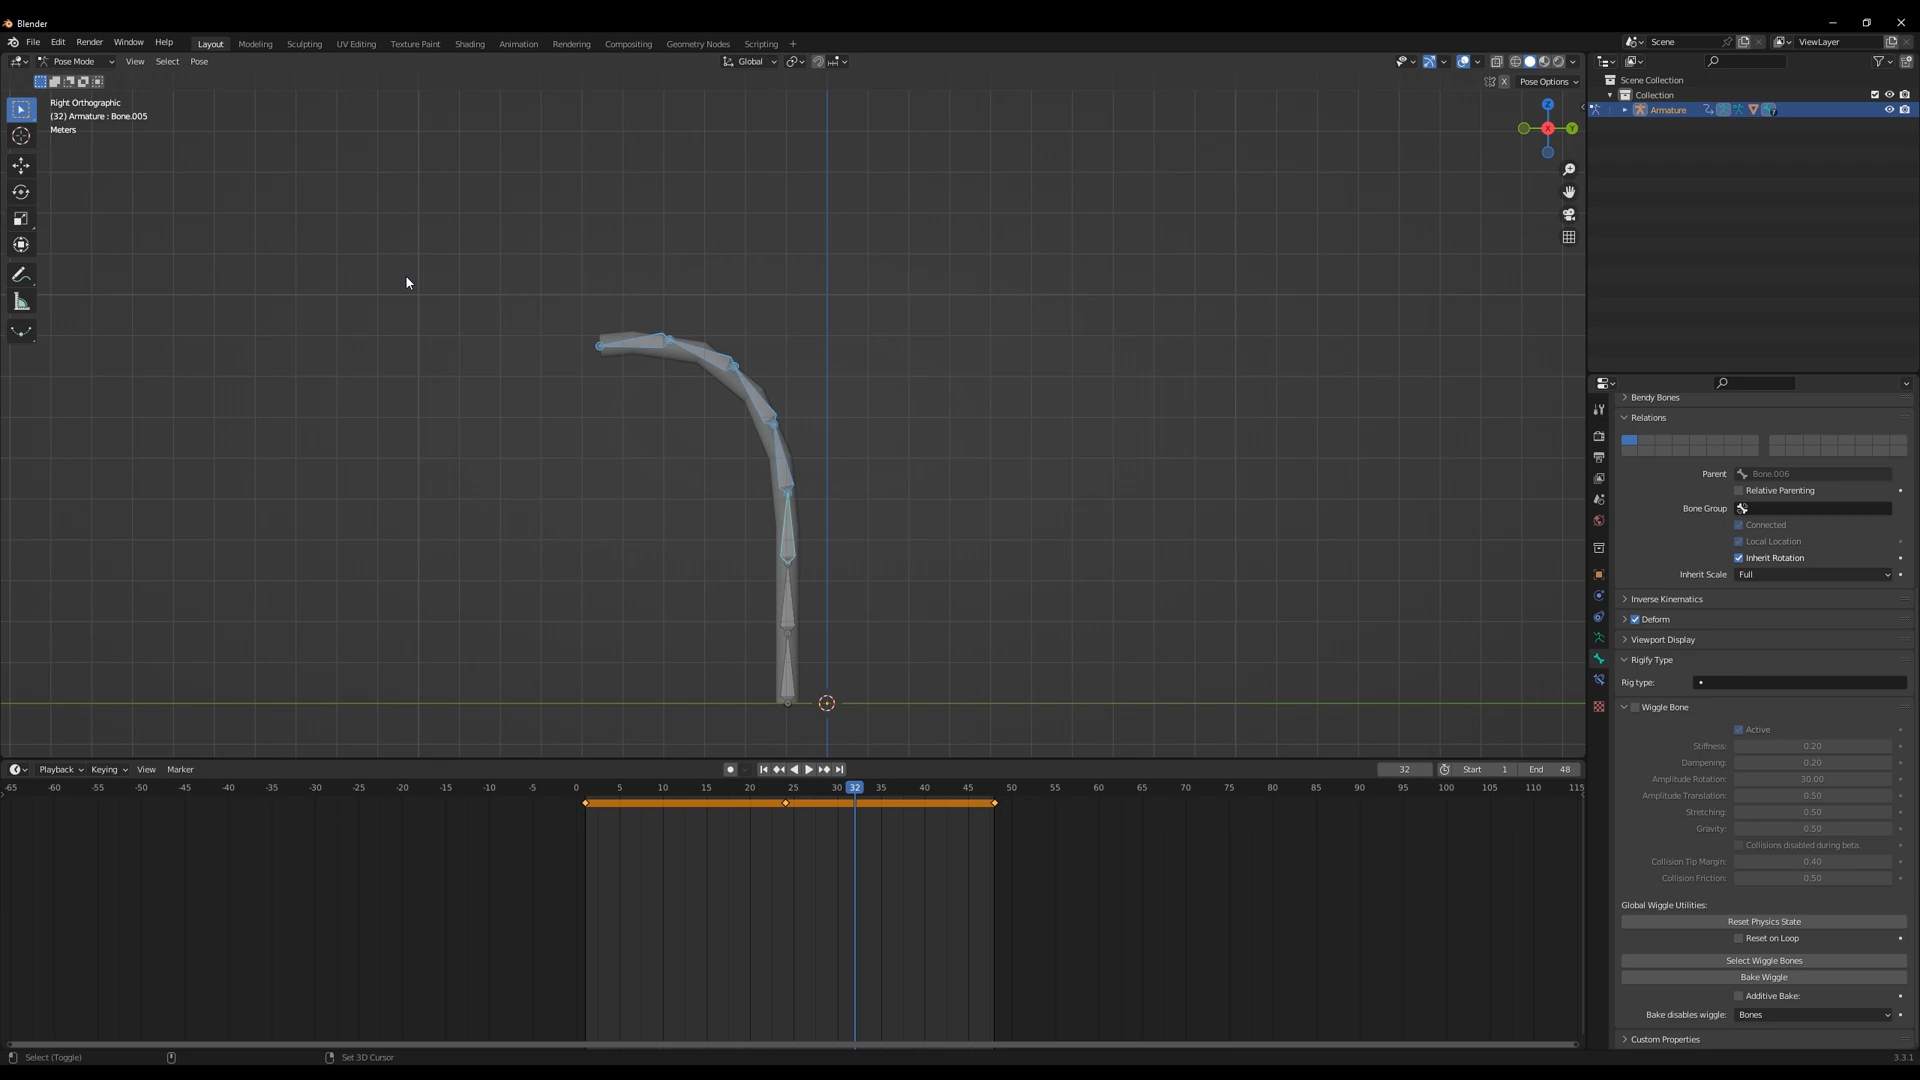 Blender
File Edit Render Window Help Layout Modeling Sculpting UV Editing Texture Paint Shading Animation Rendering Compositing Geometry Nodes Scripting + Scene ViewLayer
Pose Mode View Select Pose Global
X Pose Options
Right Orthographic
(32) Armature : Bone.005
Meters
Z
X Y
Scene Collection
Collection
Armature
Bendy Bones
Relations
Parent Bone.006
Relative Parenting
Bone Group
Connected
Local Location
Inherit Rotation
Inherit Scale Full
Inverse Kinematics
Deform
Viewport Display
Rigify Type
Rig type:
Wiggle Bone
Active
Stiffness: 0.20
Dampening: 0.20
Amplitude Rotation: 30.00
Amplitude Translation: 0.50
Stretching: 0.50
Gravity: 0.50
Collisions disabled during beta.
Collision Tip Margin: 0.40
Collision Friction: 0.50
Global Wiggle Utilities:
Reset Physics State
Reset on Loop
Select Wiggle Bones
Bake Wiggle
Additive Bake:
Bake disables wiggle: Bones
Custom Properties
Playback Keying View Marker 32 Start 1 End 48
-65 -60 -55 -50 -45 -40 -35 -30 -25 -20 -15 -10 -5 0 5 10 15 20 25 30 32 35 40 45 50 55 60 65 70 75 80 85 90 95 100 105 110 115
Select (Toggle) Set 3D Cursor 3.3.1